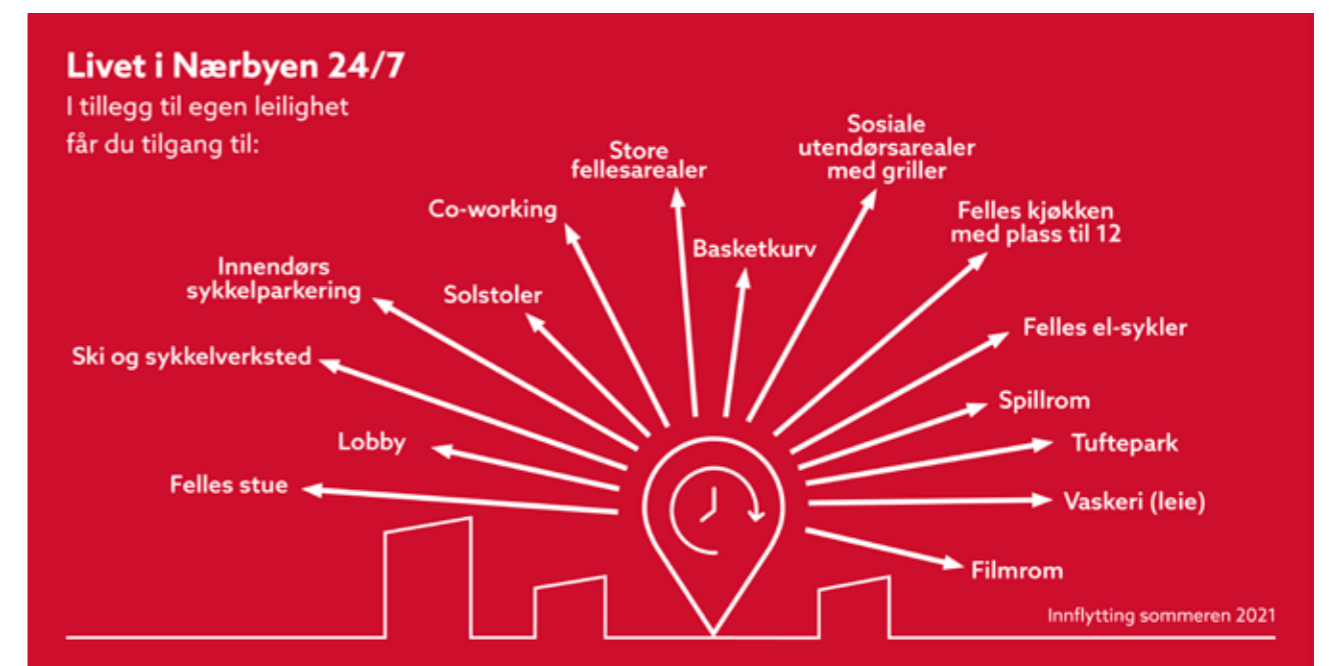 Livet i Nærbyen 24/7
I tillegg til egen leilighet
får du tilgang til:
Felles stue
Lobby
Ski og sykkelverksted
Innendørs
sykkelparkering
Solstoler
Co-working
Store
fellesarealer
Basketkurv
Sosiale
utendørsarealer
med griller
Felles kjøkken
med plass til 12
Felles el-sykler
Spillrom
Tuftepark
Vaskeri (leie)
Filmrom
Innflytting sommeren 2021